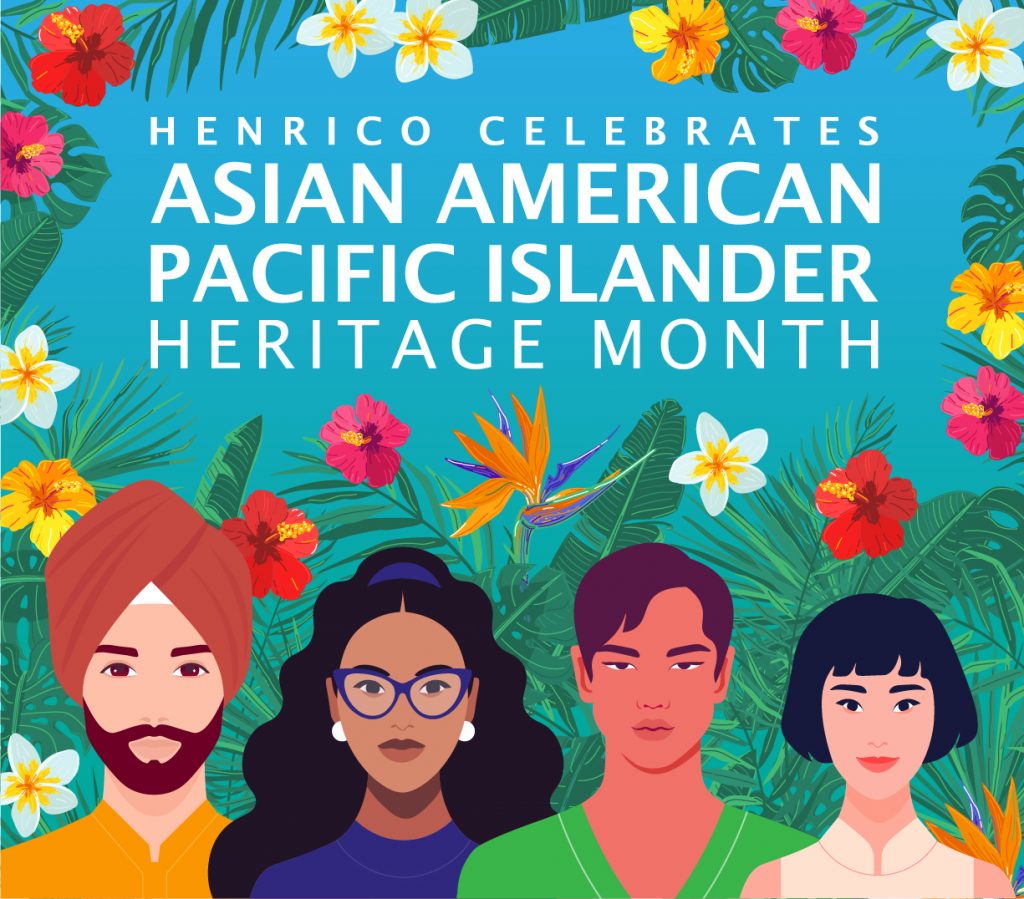 HENRICO CELEBRATES
ASIAN AMERICAN
PACIFIC ISLANDER
HERITAGE MONTH